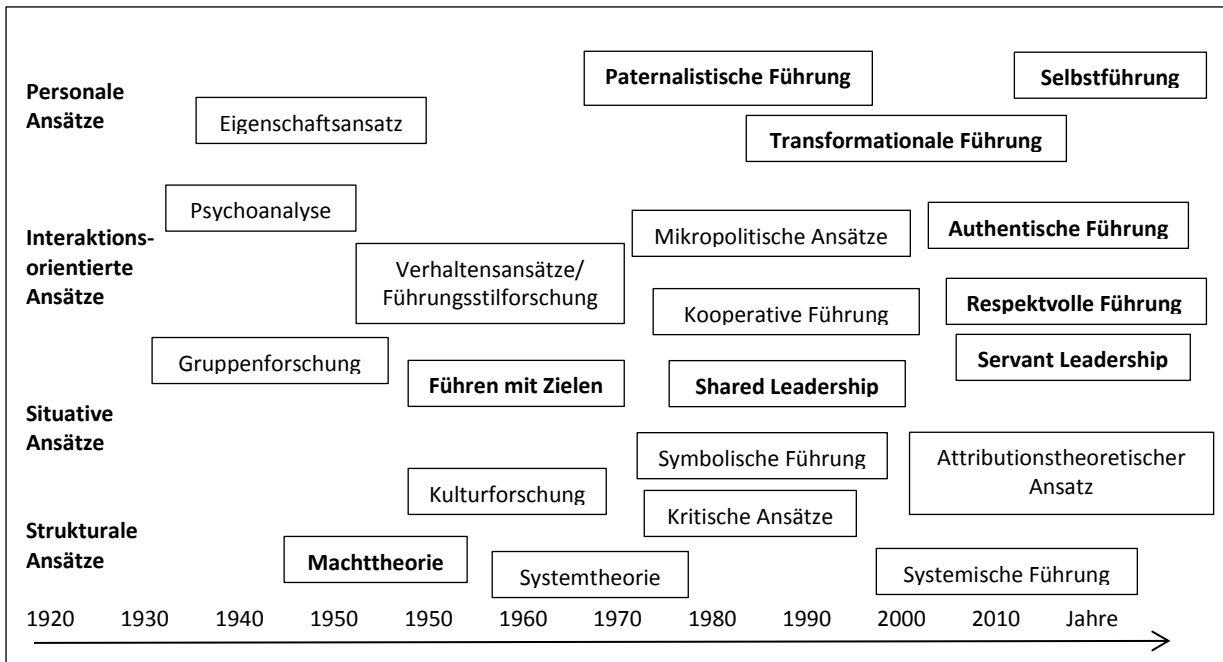 Paternalistische Führung
Selbstführung
Personale
Ansätze
Eigenschaftsansatz
Transformationale Führung
Psychoanalyse
Mikropolitische Ansätze
Authentische Führung
Interaktions-
orientierte
Ansätze
Verhaltensansätze/
Führungsstilforschung
Kooperative Führung
Respektvolle Führung
Gruppenforschung
Führen mit Zielen
Shared Leadership
Servant Leadership
Situative
Ansätze
Symbolische Führung
Attributionstheoretischer
Ansatz
Kulturforschung
Kritische Ansätze
Strukturale
Ansätze
Machttheorie
Systemtheorie
Systemische Führung
1920 1930 1940 1950 1950 1960 1970 1980 1990 2000 2010 Jahre